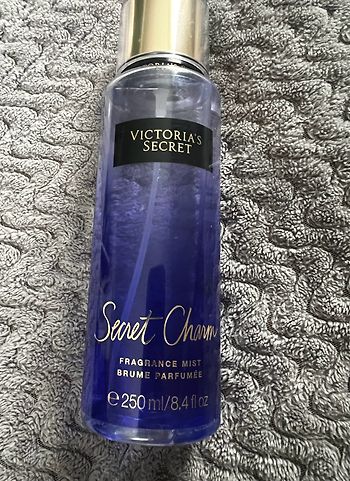 VICTORIA'S
SECRET
Secret Charm
FRAGRANCE MIST
BRUME PARFUMÉE
℮ 250 ml/8.4 fl oz